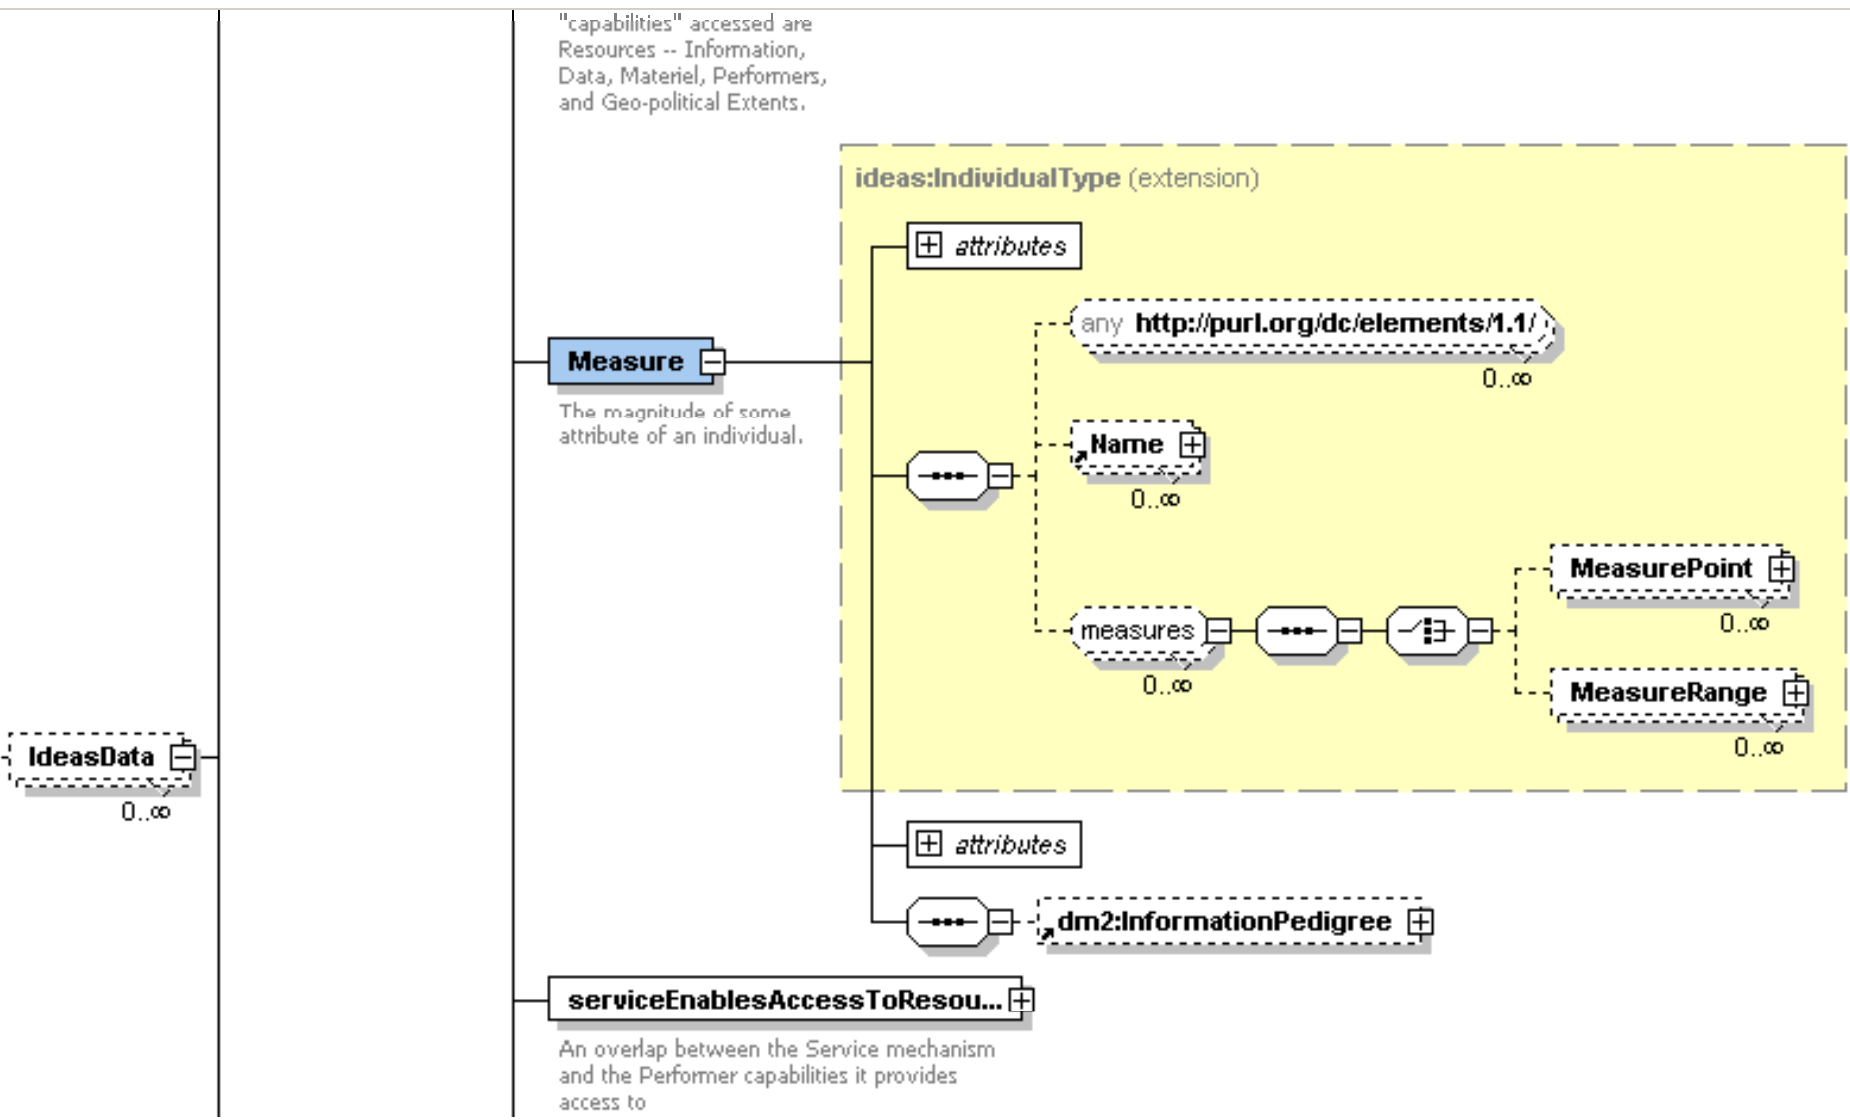 "capabilities" accessed are
Resources -- Information,
Data, Materiel, Performers,
and Geo-political Extents.
ideas:IndividualType (extension)
attributes
any http://purl.org/dc/elements/1.1/
0..∞
Measure
The magnitude of some
attribute of an individual.
Name
0..∞
MeasurePoint
0..∞
measures
0..∞
MeasureRange
0..∞
IdeasData
0..∞
attributes
dm2:InformationPedigree
serviceEnablesAccessToResou...
An overlap between the Service mechanism
and the Performer capabilities it provides
access to